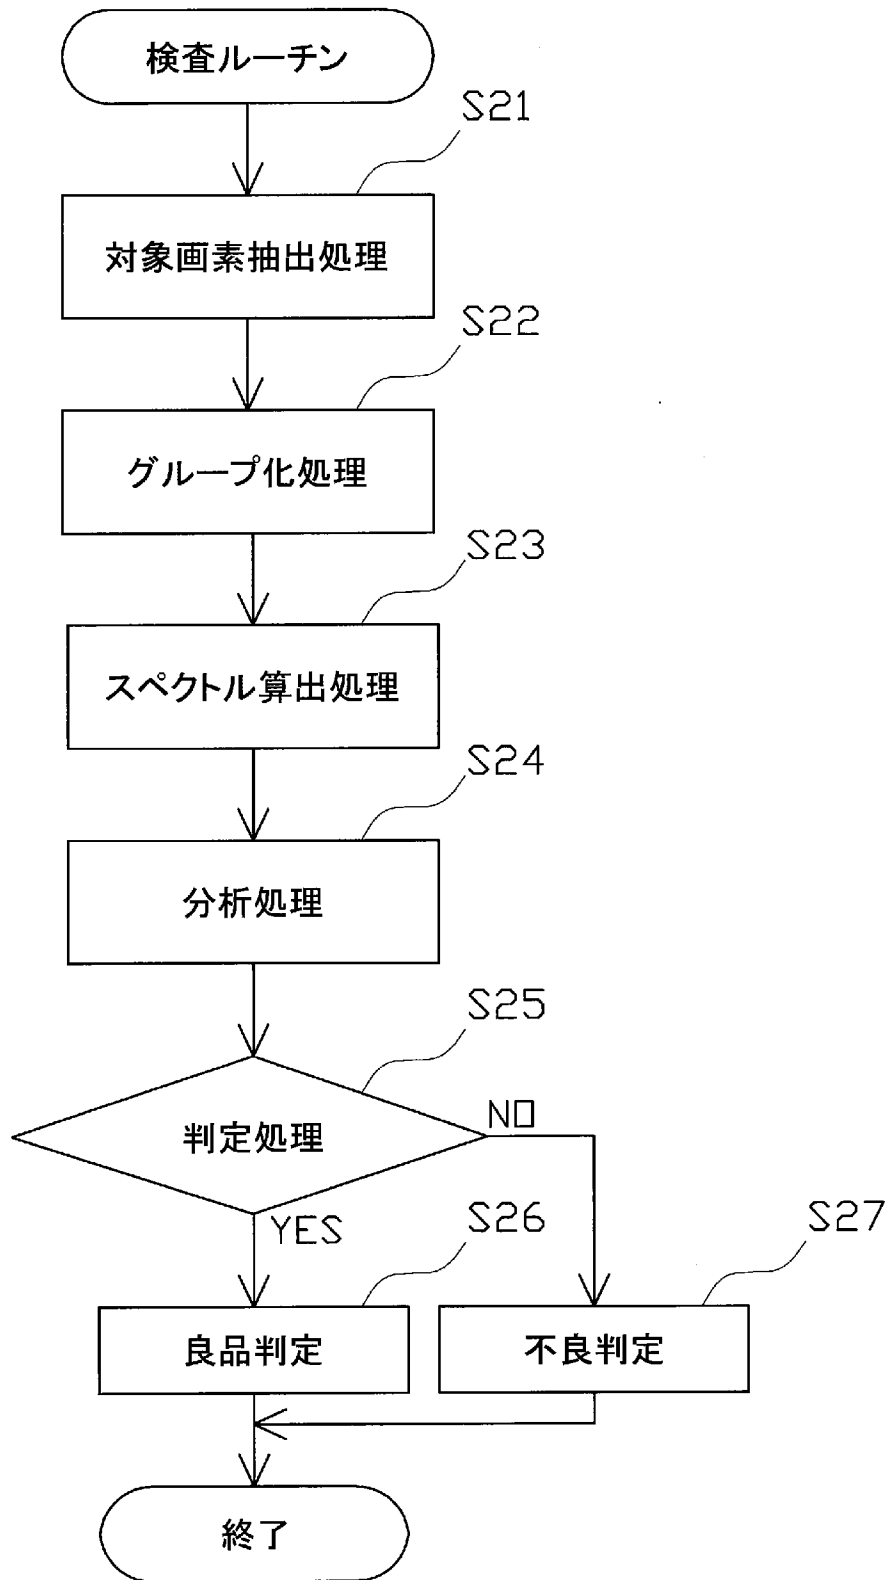 検査ルーチン
S21
対象画素抽出処理
S22
グループ化処理
S23
スペクトル算出処理
S24
分析処理
S25
判定処理
NO
YES
S26
S27
良品判定
不良判定
終了